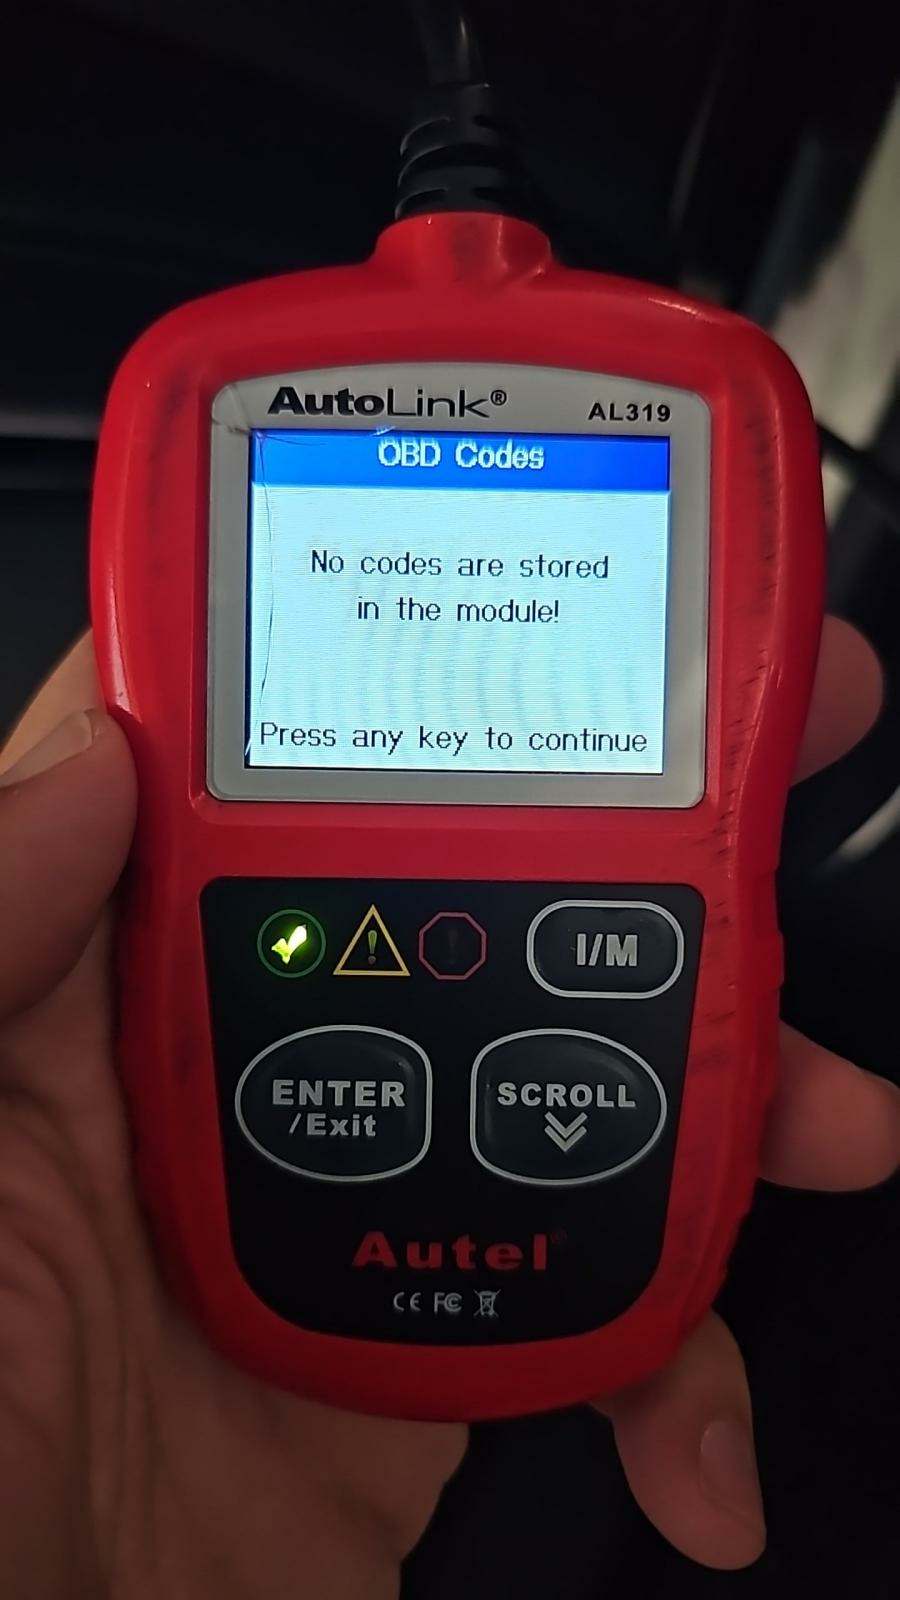 AutoLink® AL319
OBD Codes
No codes are stored
in the module!
Press any key to continue
I/M
ENTER
/Exit
SCROLL
Autel®
CE FC